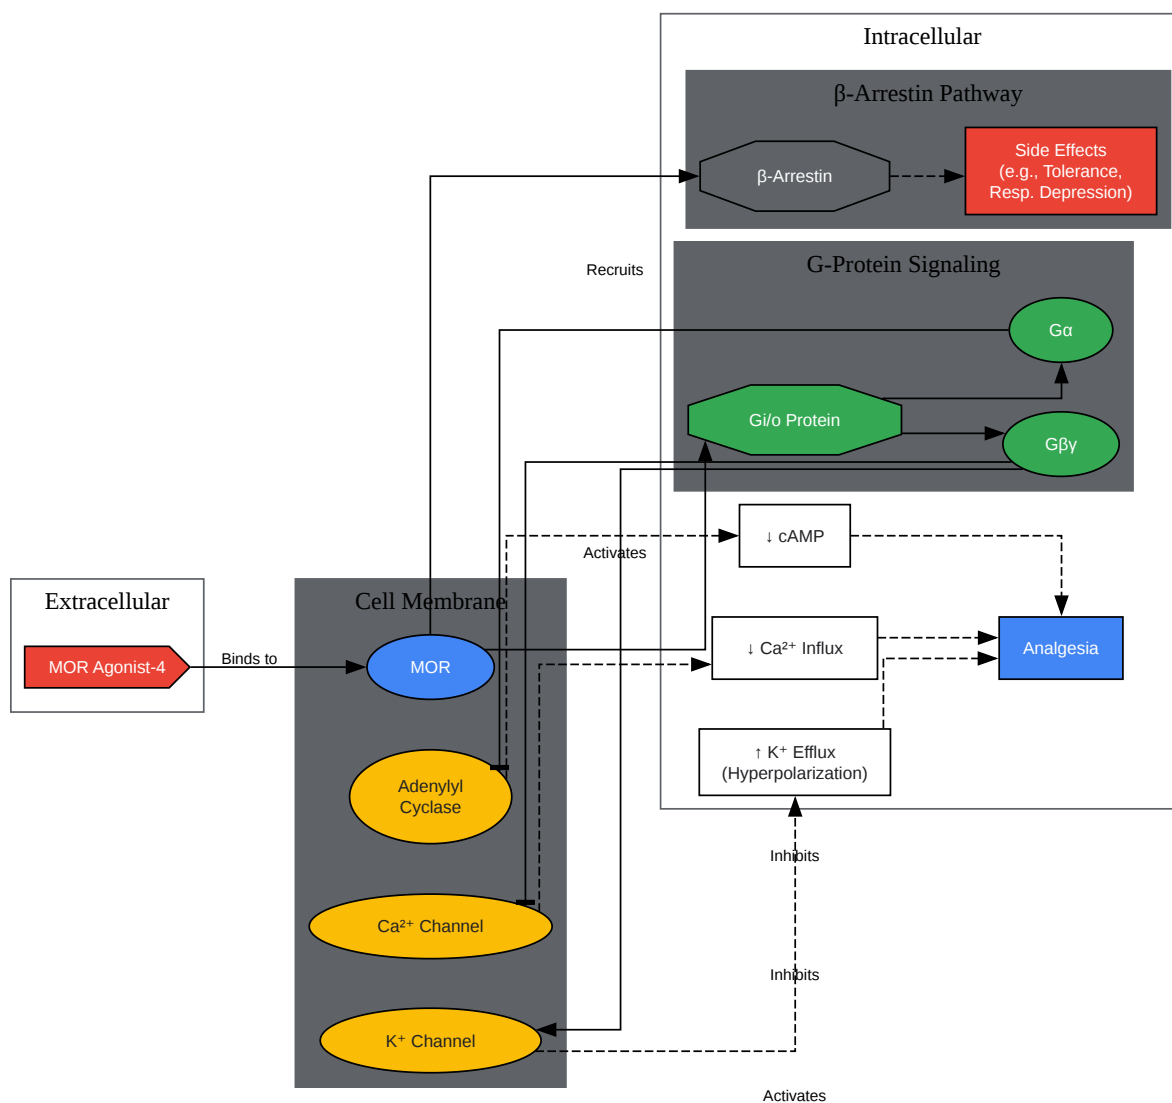 Intracellular
β-Arrestin Pathway
β-Arrestin
Side Effects
(e.g., Tolerance,
Resp. Depression)
Recruits
G-Protein Signaling
Gα
Gi/o Protein
Gβγ
↓ cAMP
Activates
Extracellular
Cell Membrane
MOR Agonist-4
Binds to
MOR
↓ Ca²⁺ Influx
Analgesia
↑ K⁺ Efflux
(Hyperpolarization)
Adenylyl
Cyclase
Inhibits
Ca²⁺ Channel
Inhibits
K⁺ Channel
Activates